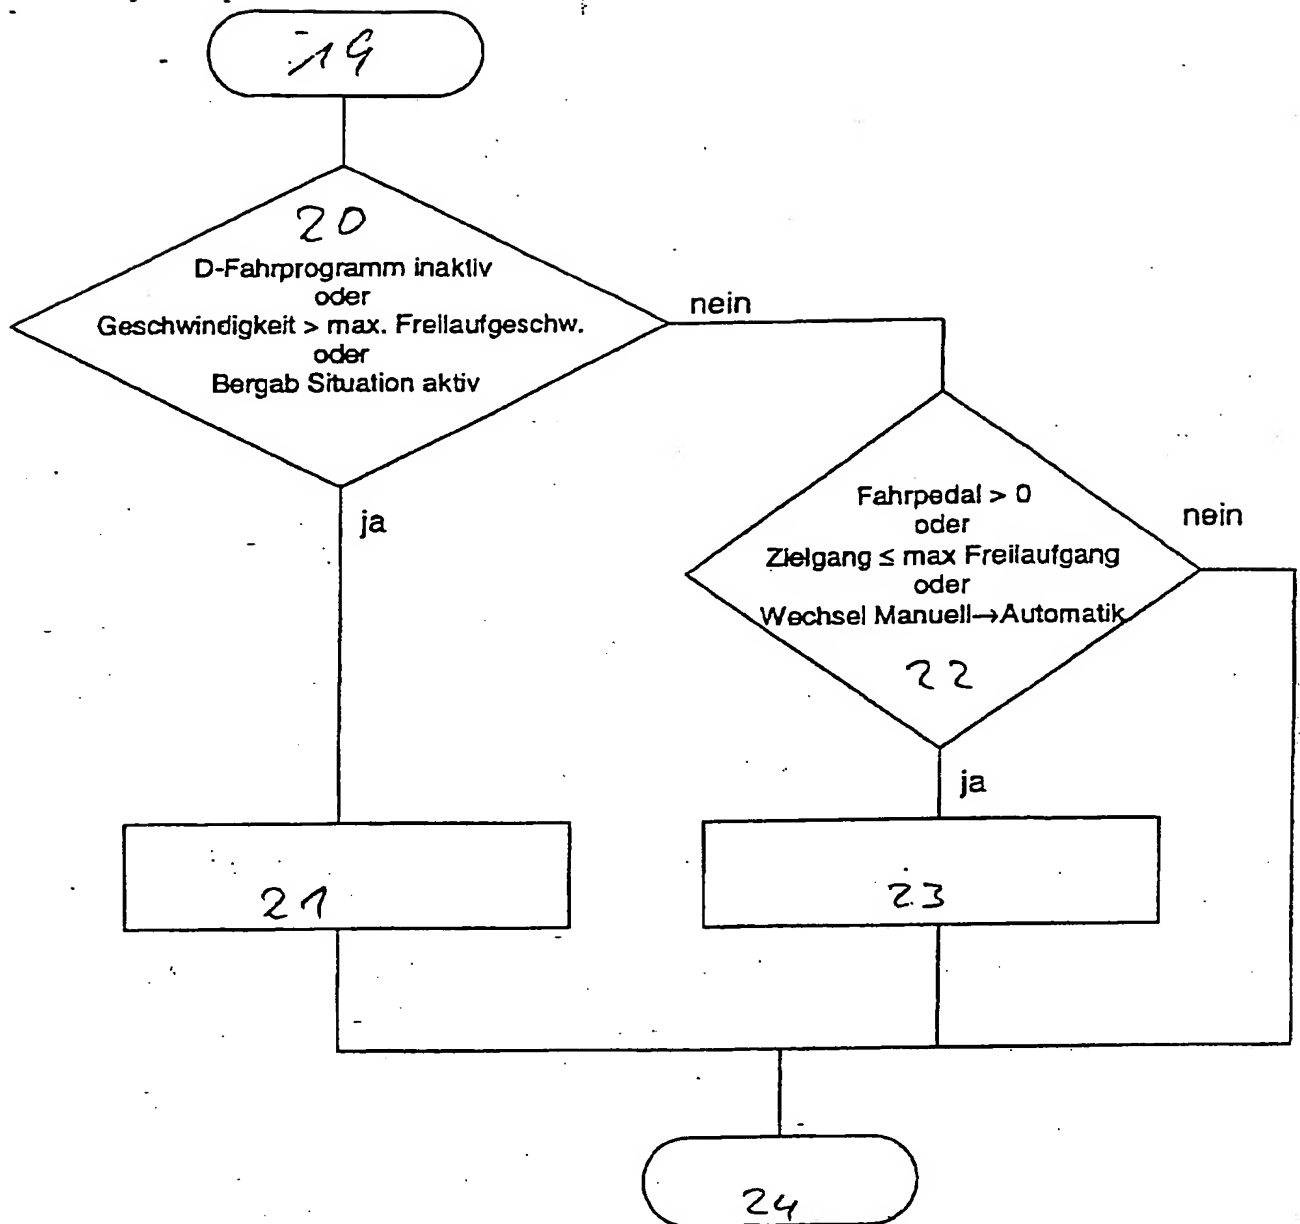 19
20
D-Fahrprogramm inaktiv
oder
Geschwindigkeit > max. Freilaufgeschw.
oder
Bergab Situation aktiv
nein
ja
Fahrpedal > 0
oder
Zielgang ≤ max Freilaufgang
oder
Wechsel Manuell→Automatik
22
nein
ja
21
23
24